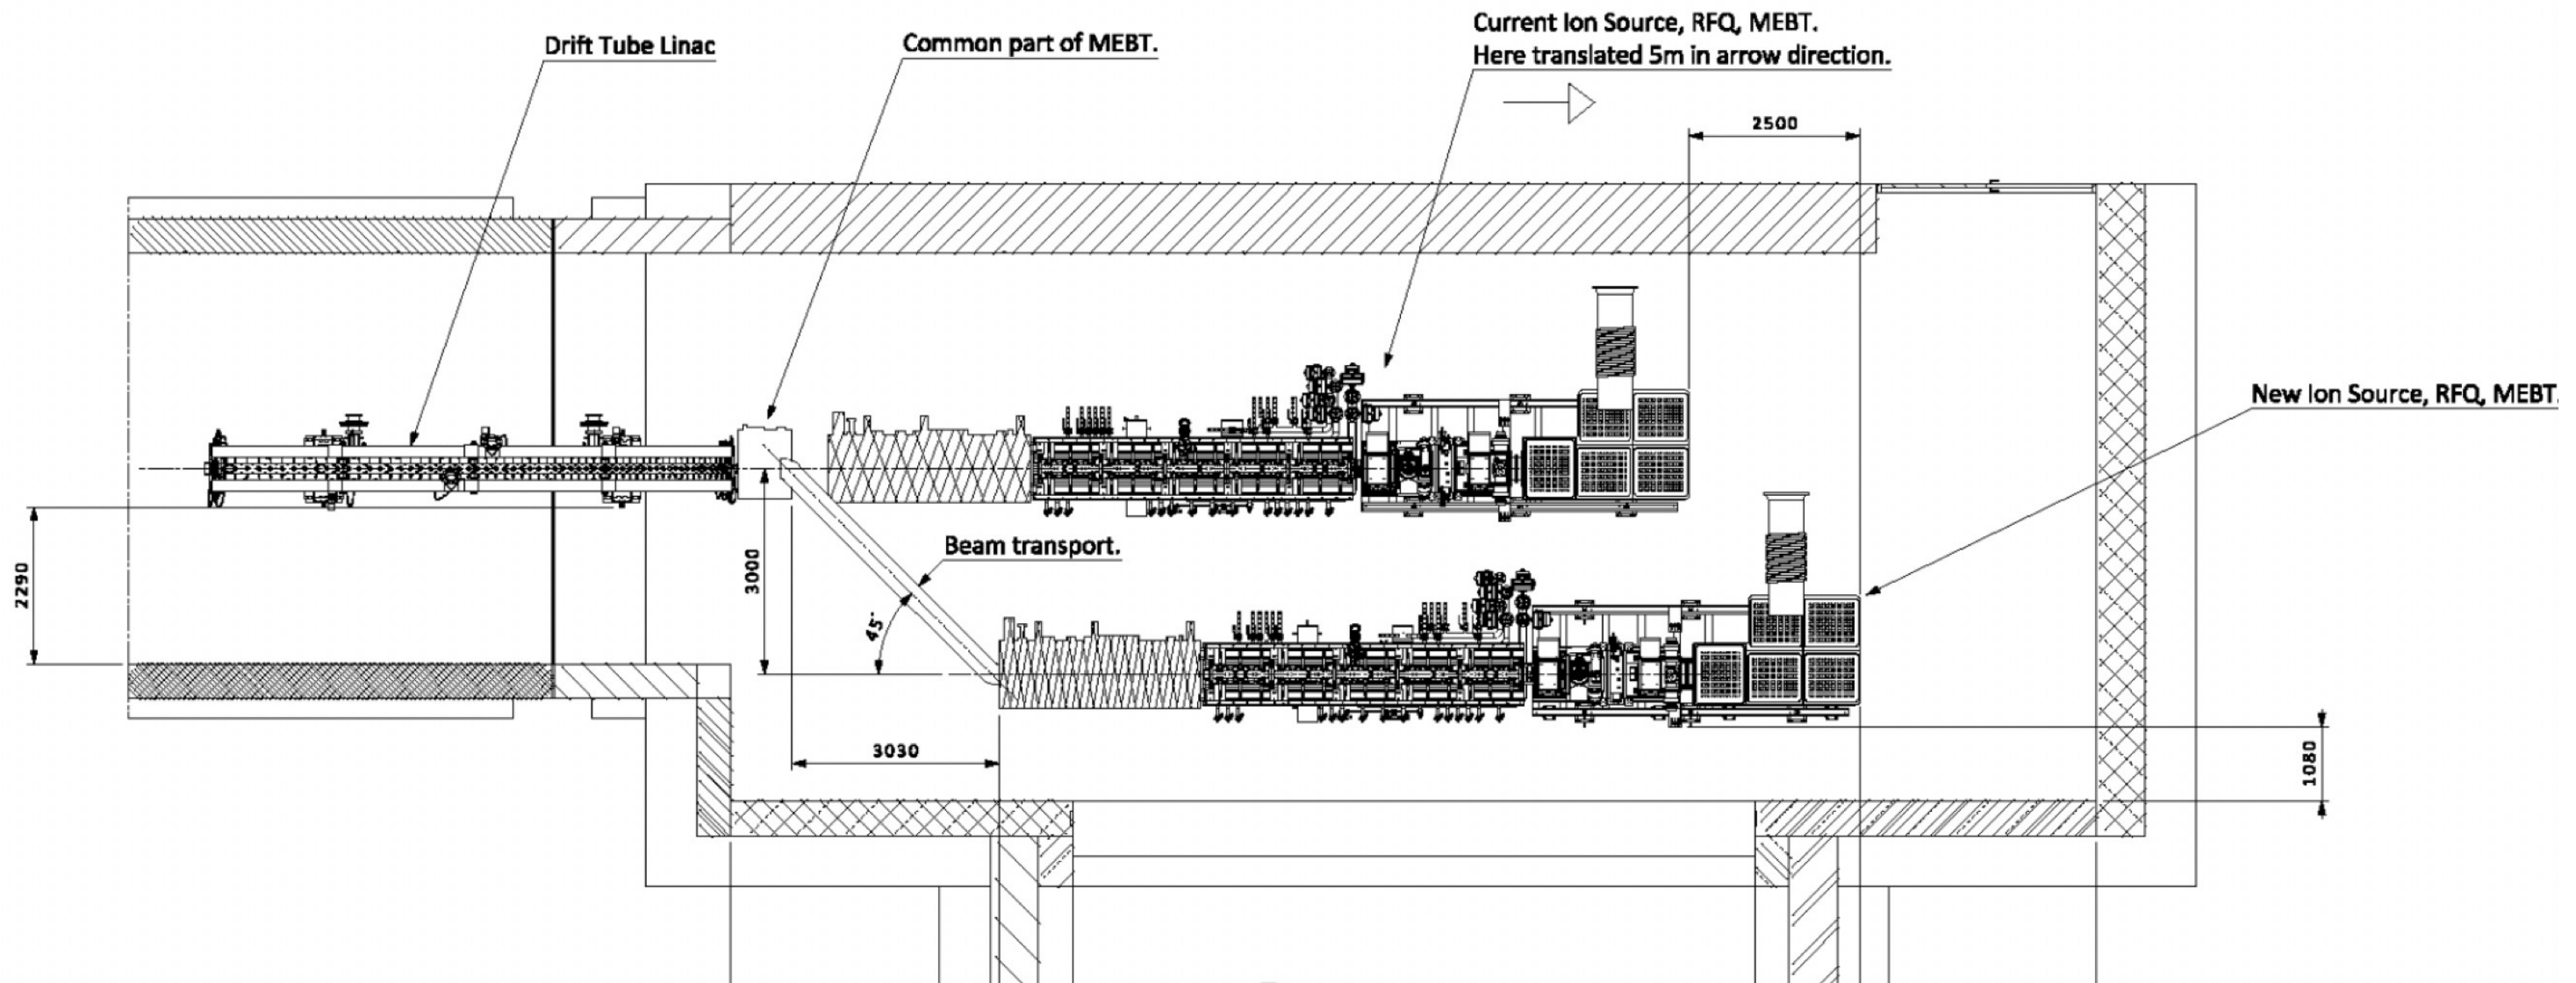 Current Ion Source, RFQ, MEBT.
Drift Tube Linac
Common part of MEBT.
Here translated 5m in arrow direction.
2500
New Ion Source, RFQ, MEBT.
Beam transport.
3000
2290
45°
3030
1080